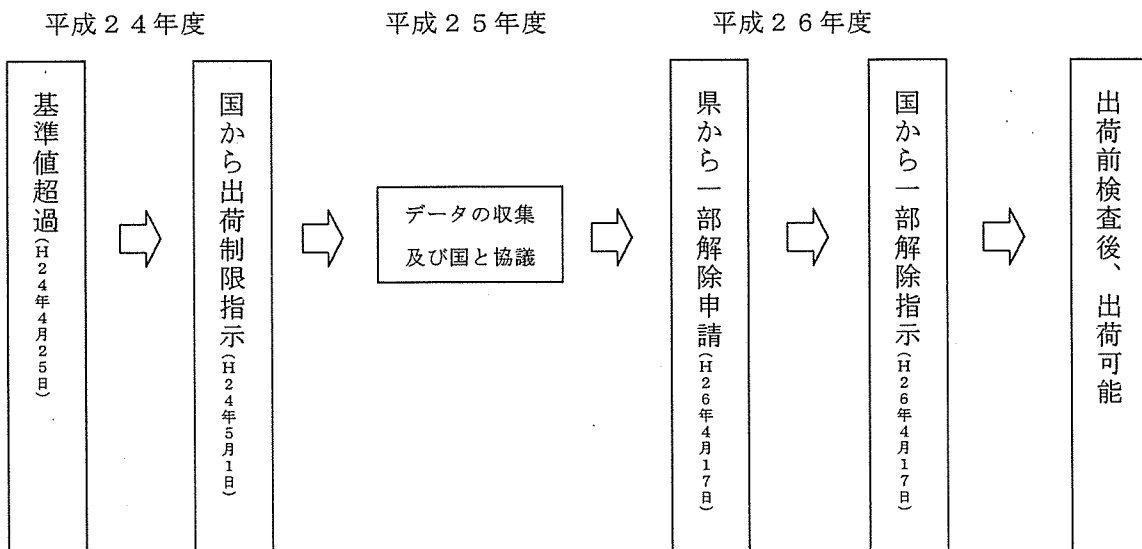 平成２４年度
平成２５年度
平成２６年度
基準値超過(H24年4月25日)
国から出荷制限指示(H24年5月1日)
データの収集
及び国と協議
県から一部解除申請(H26年4月17日)
国から一部解除指示(H26年4月17日)
出荷前検査後、出荷可能